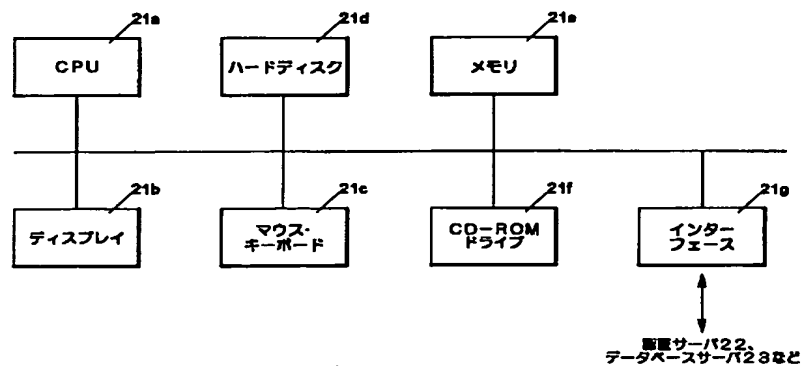 21a
21d
21e
CPU
ハードディスク
メモリ
21b
21c
21f
21g
ディスプレイ
マウス・
キーボード
CD-ROM
ドライブ
インター
フェース
サーバ22、
データベースサーバ23など